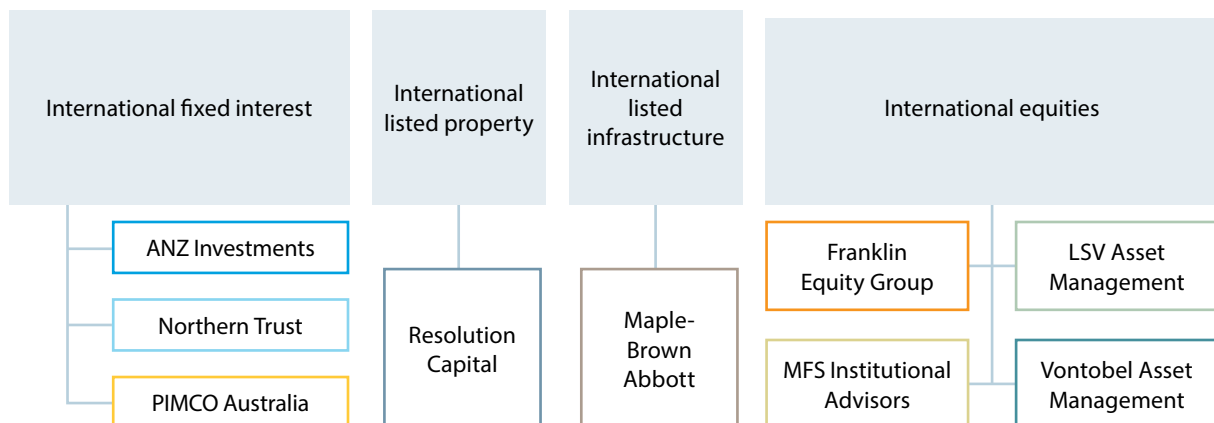 International fixed interest
International
listed property
International
listed
infrastructure
International equities
ANZ Investments
Northern Trust
PIMCO Australia
Resolution
Capital
Maple-
Brown
Abbott
Franklin
Equity Group
LSV Asset
Management
MFS Institutional
Advisors
Vontobel Asset
Management